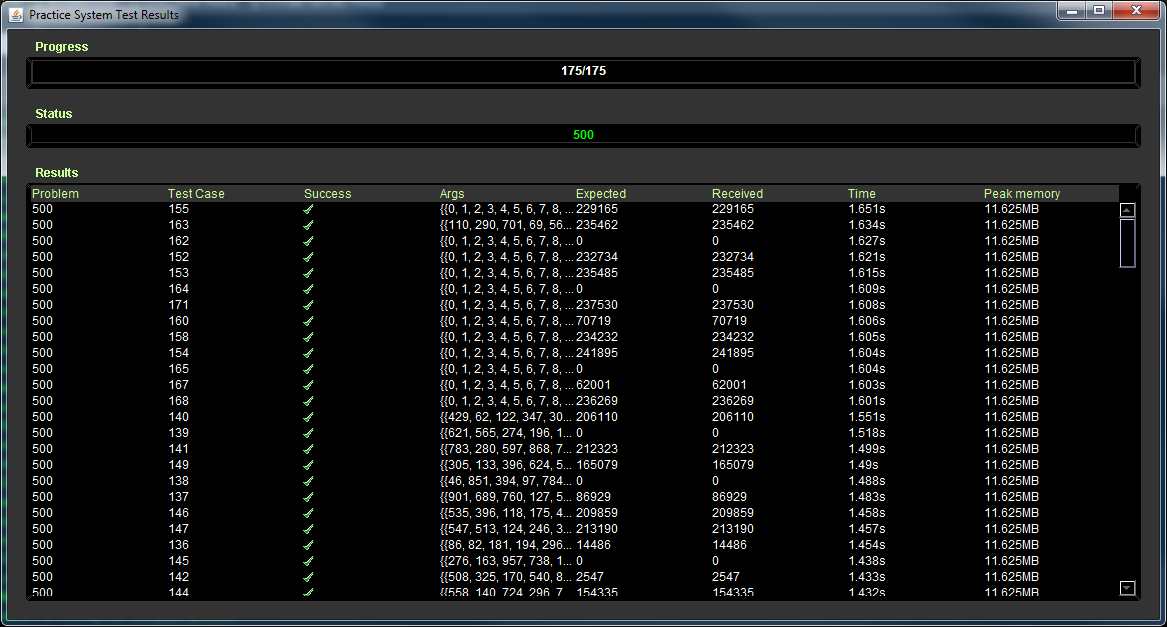 Practice System Test Results
Progress
175/175
Status
500
Results
Problem Test Case Success Args Expected Received Time Peak memory
500 155 {{0, 1, 2, 3, 4, 5, 6, 7, 8, ... 229165 229165 1.651s 11.625MB
500 163 {{110, 290, 701, 69, 56... 235462 235462 1.634s 11.625MB
500 162 {{0, 1, 2, 3, 4, 5, 6, 7, 8, ... 0 0 1.627s 11.625MB
500 152 {{0, 1, 2, 3, 4, 5, 6, 7, 8, ... 232734 232734 1.621s 11.625MB
500 153 {{0, 1, 2, 3, 4, 5, 6, 7, 8, ... 235485 235485 1.615s 11.625MB
500 164 {{0, 1, 2, 3, 4, 5, 6, 7, 8, ... 0 0 1.609s 11.625MB
500 171 {{0, 1, 2, 3, 4, 5, 6, 7, 8, ... 237530 237530 1.608s 11.625MB
500 160 {{0, 1, 2, 3, 4, 5, 6, 7, 8, ... 70719 70719 1.606s 11.625MB
500 158 {{0, 1, 2, 3, 4, 5, 6, 7, 8, ... 234232 234232 1.605s 11.625MB
500 154 {{0, 1, 2, 3, 4, 5, 6, 7, 8, ... 241895 241895 1.604s 11.625MB
500 165 {{0, 1, 2, 3, 4, 5, 6, 7, 8, ... 0 0 1.604s 11.625MB
500 167 {{0, 1, 2, 3, 4, 5, 6, 7, 8, ... 62001 62001 1.603s 11.625MB
500 168 {{0, 1, 2, 3, 4, 5, 6, 7, 8, ... 236269 236269 1.601s 11.625MB
500 140 {{429, 62, 122, 347, 30... 206110 206110 1.551s 11.625MB
500 139 {{621, 565, 274, 196, 1... 0 0 1.518s 11.625MB
500 141 {{783, 280, 597, 868, 7... 212323 212323 1.499s 11.625MB
500 149 {{305, 133, 396, 624, 5... 165079 165079 1.49s 11.625MB
500 138 {{46, 851, 394, 97, 784... 0 0 1.488s 11.625MB
500 137 {{901, 689, 760, 127, 5... 86929 86929 1.483s 11.625MB
500 146 {{535, 396, 118, 175, 4... 209859 209859 1.458s 11.625MB
500 147 {{547, 513, 124, 246, 3... 213190 213190 1.457s 11.625MB
500 136 {{86, 82, 181, 194, 296... 14486 14486 1.454s 11.625MB
500 145 {{276, 163, 957, 738, 1... 0 0 1.438s 11.625MB
500 142 {{508, 325, 170, 540, 8... 2547 2547 1.433s 11.625MB
500 144 {{558, 140, 724, 296, 7... 154335 154335 1.432s 11.625MB